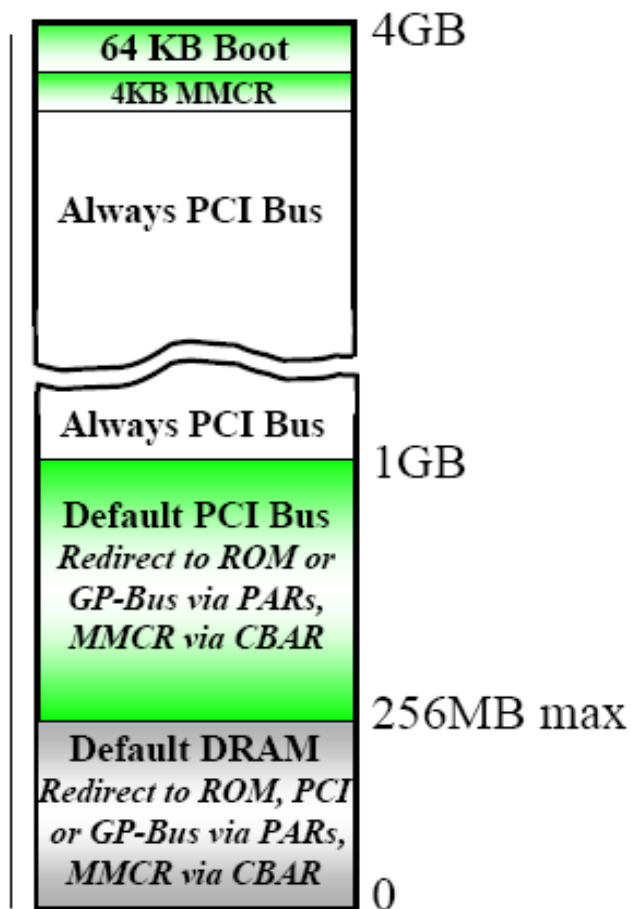 4GB
64 KB Boot
4KB MMCR
Always PCI Bus
Always PCI Bus
1GB
Default PCI Bus
Redirect to ROM or
GP-Bus via PARs,
MMCR via CBAR
256MB max
Default DRAM
Redirect to ROM, PCI
or GP-Bus via PARs,
MMCR via CBAR
0